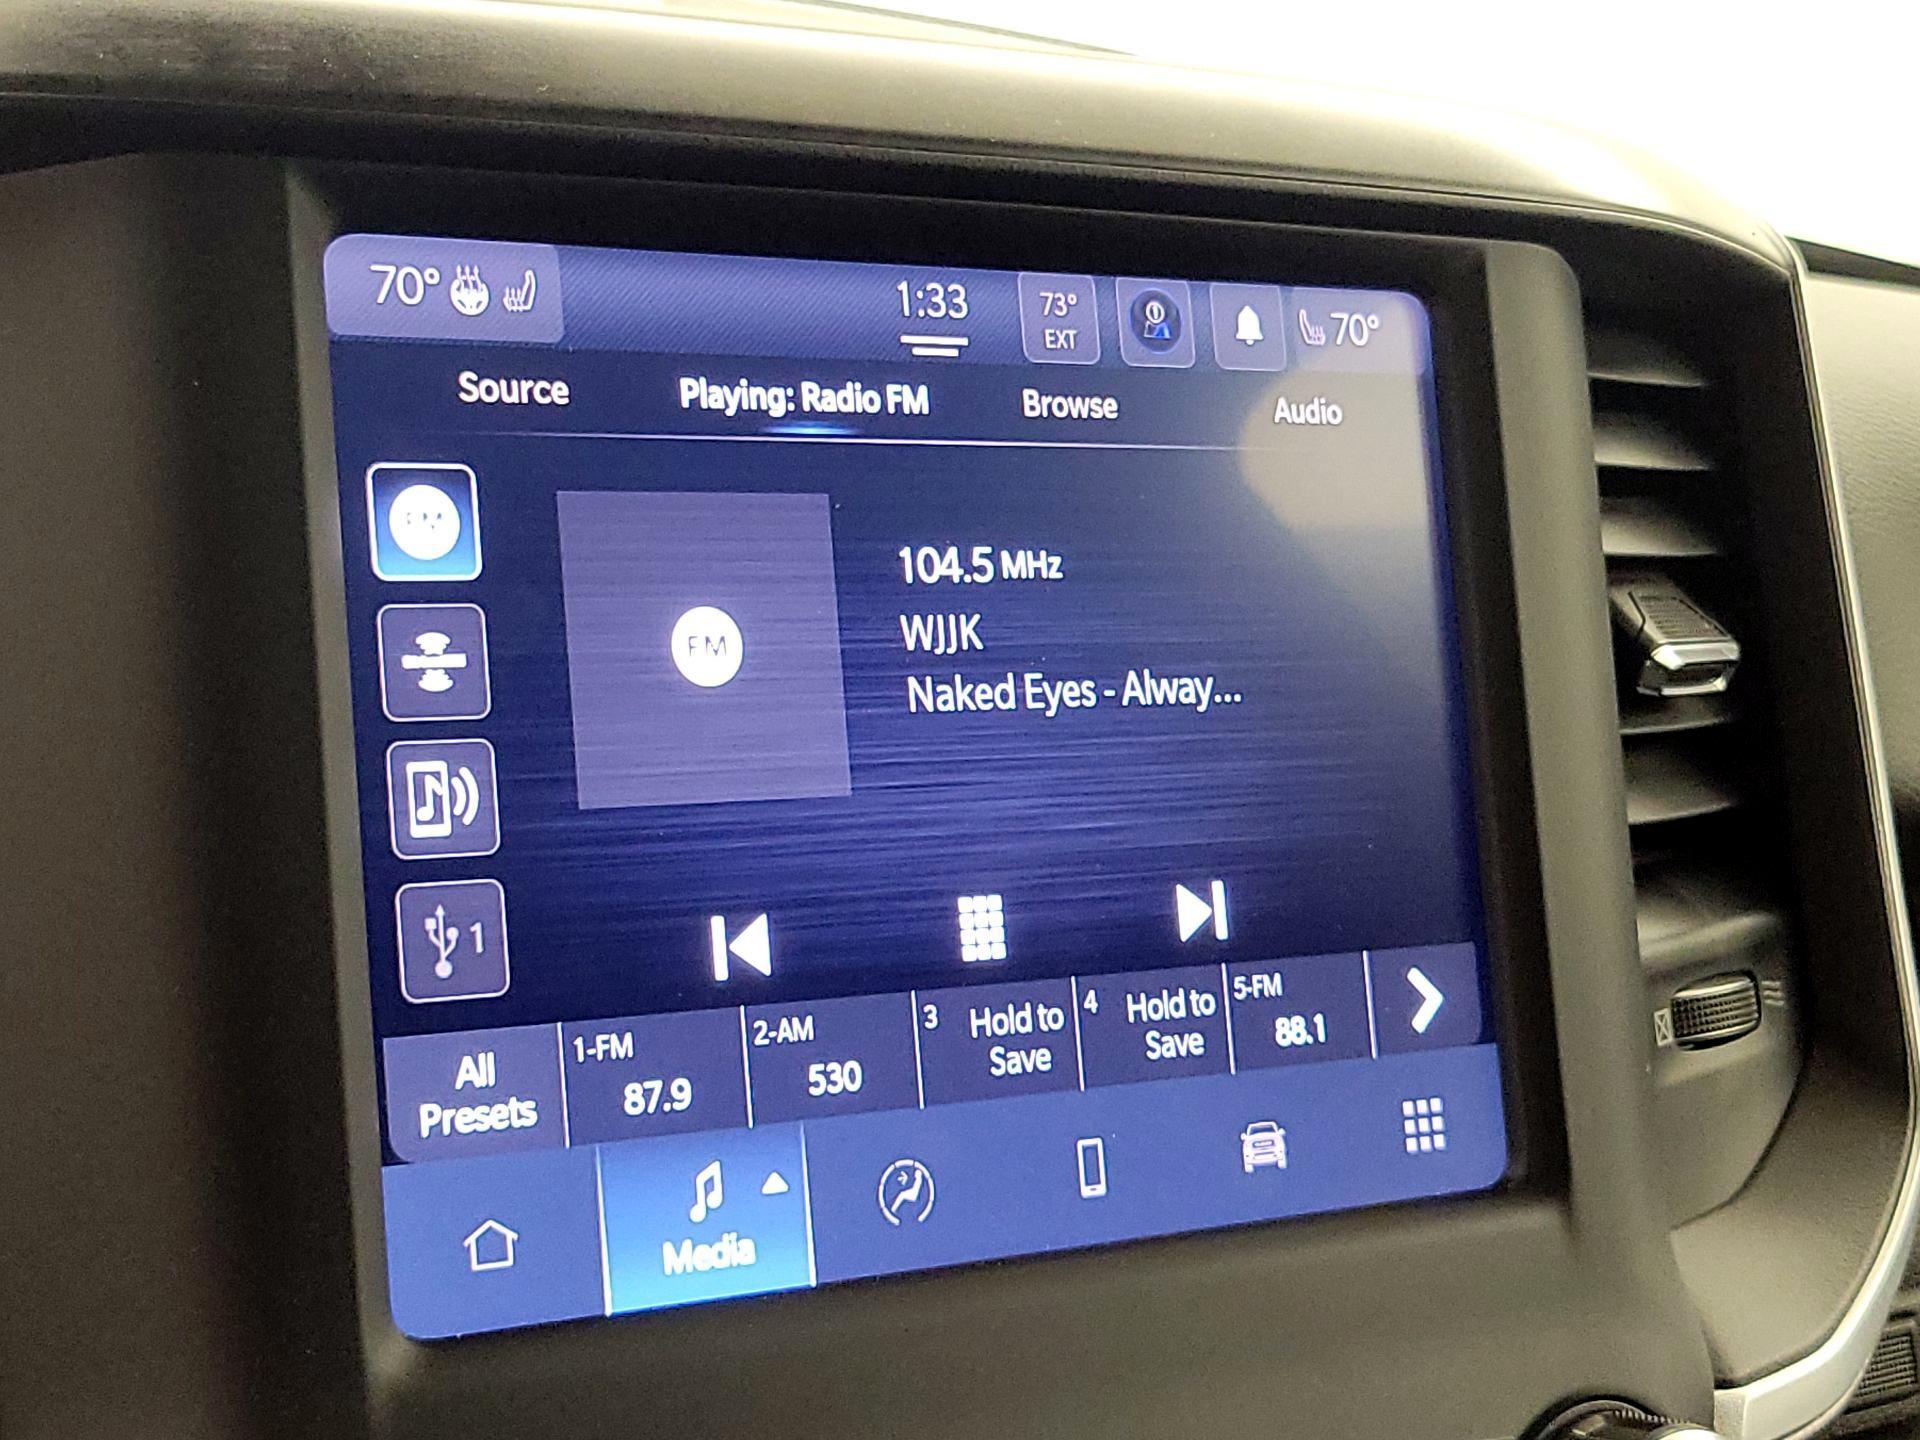 70°
1:33
73°
EXT
70°
Source
Playing: Radio FM
Browse
Audio
FM
FM
104.5 MHz
WJJK
Naked Eyes - Alway...
1
All
Presets
1-FM
87.9
2-AM
530
3
Hold to
Save
4
Hold to
Save
5-FM
88.1
Media